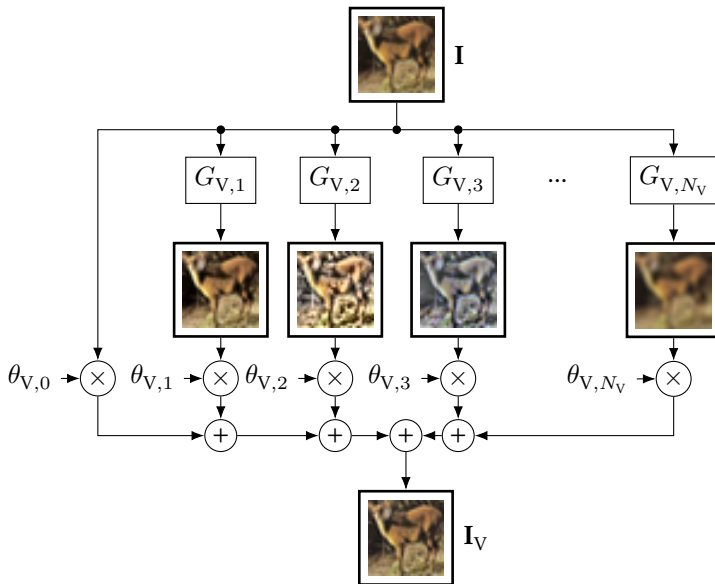 I
G_{V,1} G_{V,2} G_{V,3} ... G_{V,N_V}
θ_{V,0} × θ_{V,1} × θ_{V,2} × θ_{V,3} × θ_{V,N_V} ×
+ + + +
I_V